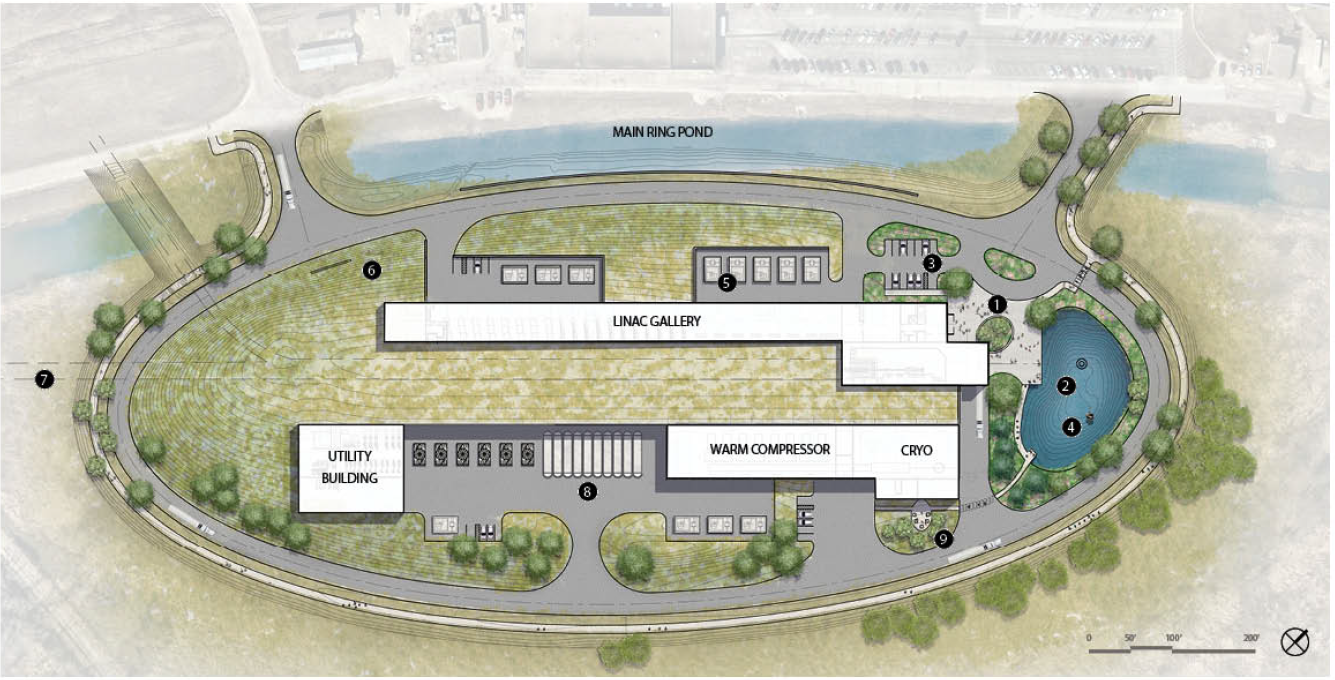 MAIN RING POND
6
3
5
1
LINAC GALLERY
7
2
4
WARM COMPRESSOR
CRYO
UTILITY
BUILDING
8
9
0 50' 100' 200'